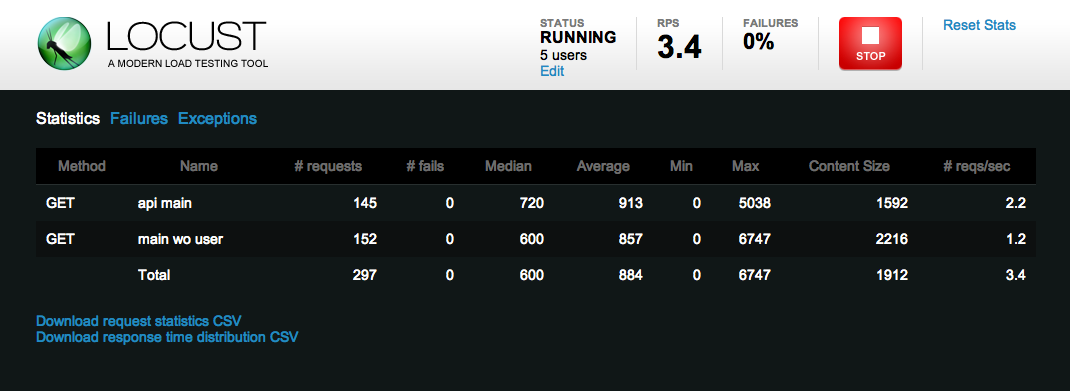 LOCUST
A MODERN LOAD TESTING TOOL
STATUS
RUNNING
5 users
Edit
RPS
3.4
FAILURES
0%
STOP
Reset Stats
Statistics Failures Exceptions
Method Name # requests # fails Median Average Min Max Content Size # reqs/sec
GET api main 145 0 720 913 0 5038 1592 2.2
GET main wo user 152 0 600 857 0 6747 2216 1.2
Total 297 0 600 884 0 6747 1912 3.4
Download request statistics CSV
Download response time distribution CSV